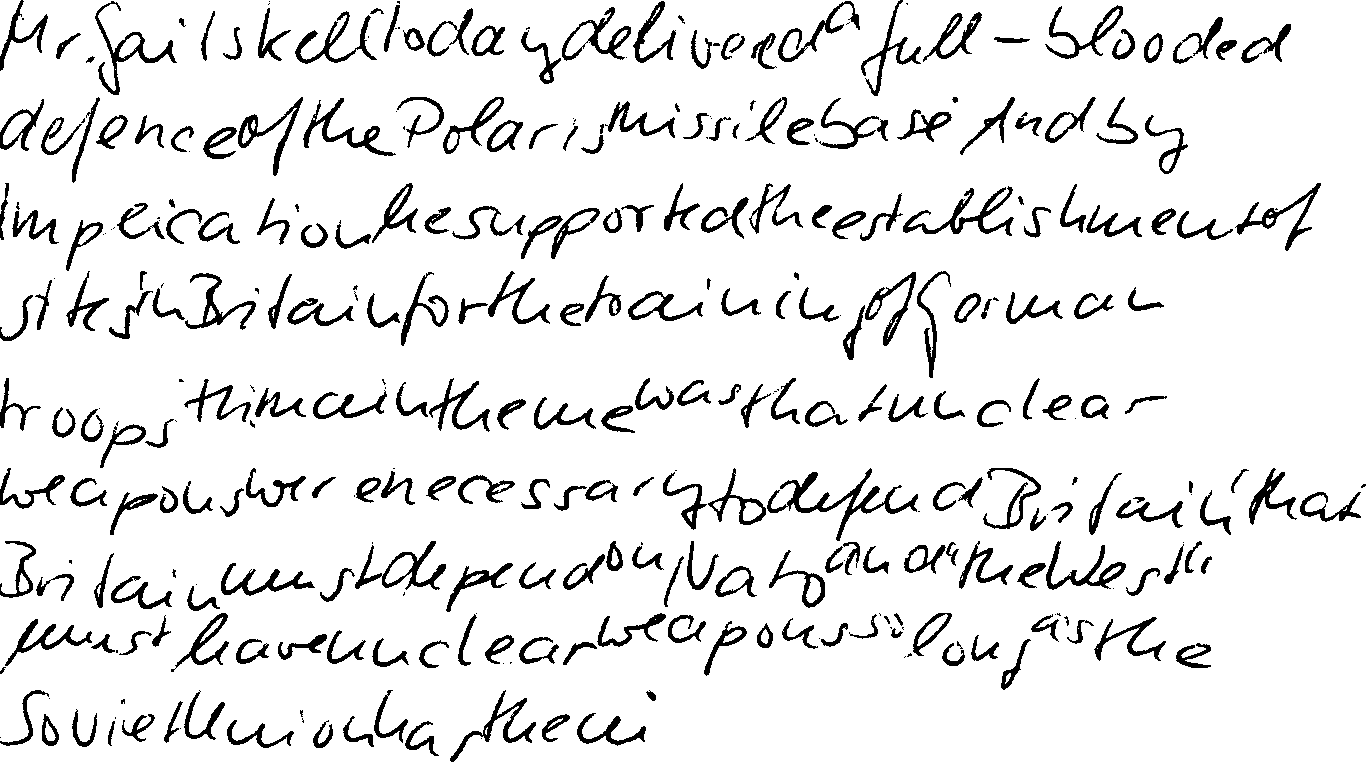 Mr. Gaitskell today delivered a full - blooded
defence of the Polaris missile base. And by
implication he supported the establishment of
sites in Britain for the training of German
troops. His main theme was that nuclear
weapons were necessary to defend Britain, that
Britain must depend on Nato and "the West"
must have nuclear weapons so long as the
Soviet Union has them.